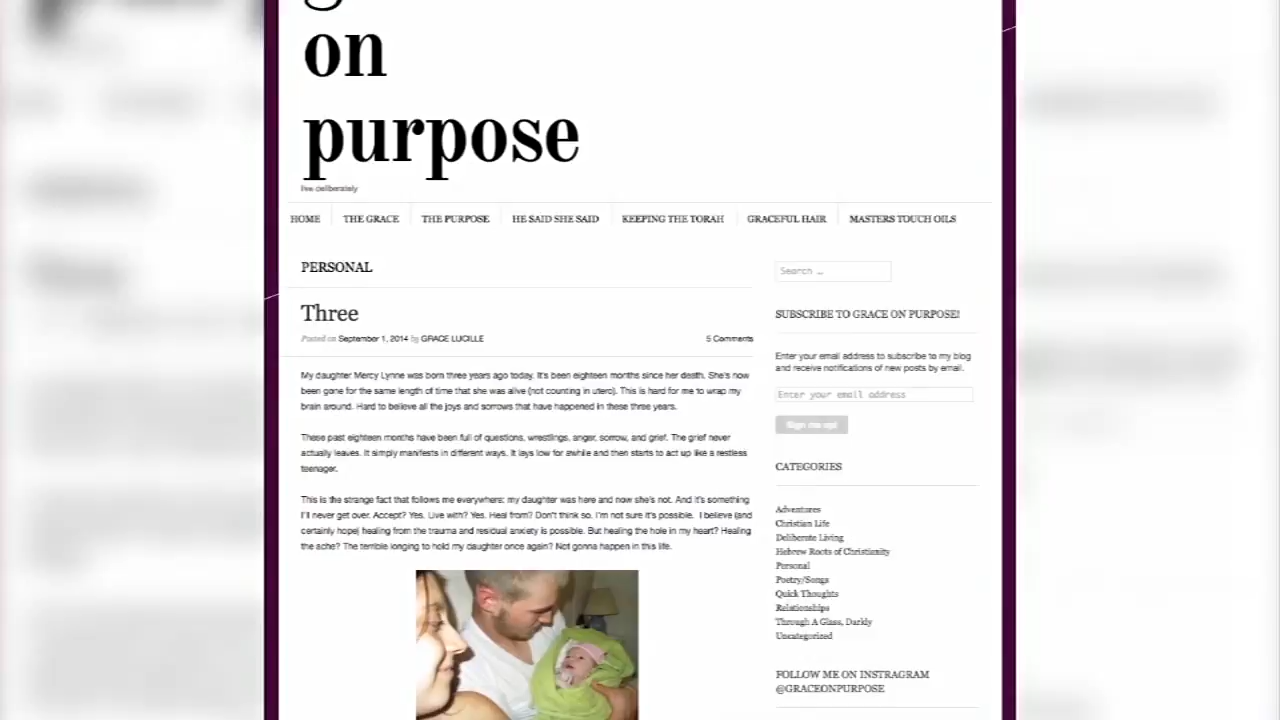 on
purpose
live deliberately
HOME THE GRACE THE PURPOSE HE SAID SHE SAID KEEPING THE TORAH GRACEFUL HAIR MASTERS TOUCH OILS
PERSONAL
Three
Posted on September 1, 2014 by GRACE LUCILLE 5 Comments
My daughter Mercy Lynne was born three years ago today. It's been eighteen months since her death. She's now
been gone for the same length of time that she was alive (not counting in utero). This is hard for me to wrap my
brain around. Hard to believe all the joys and sorrows that have happened in these three years.
These past eighteen months have been full of questions, wrestlings, anger, sorrow, and grief. The grief never
actually leaves. It simply manifests in different ways. It lays low for awhile and then starts to act up like a restless
teenager.
This is the strange fact that follows me everywhere: my daughter was here and now she's not. And it's something
I'll never get over. Accept? Yes. Live with? Yes. Heal from? Don't think so. I'm not sure it's possible. I believe (and
certainly hope) healing from the trauma and residual anxiety is possible. But healing the hole in my heart? Healing
the ache? The terrible longing to hold my daughter once again? Not gonna happen in this life.
Search …
SUBSCRIBE TO GRACE ON PURPOSE!
Enter your email address to subscribe to my blog
and receive notifications of new posts by email.
Enter your email address
Sign me up!
CATEGORIES
Adventures
Christian Life
Deliberate Living
Hebrew Roots of Christianity
Personal
Poetry/Songs
Quick Thoughts
Relationships
Through A Glass, Darkly
Uncategorized
FOLLOW ME ON INSTRAGRAM
@GRACEONPURPOSE